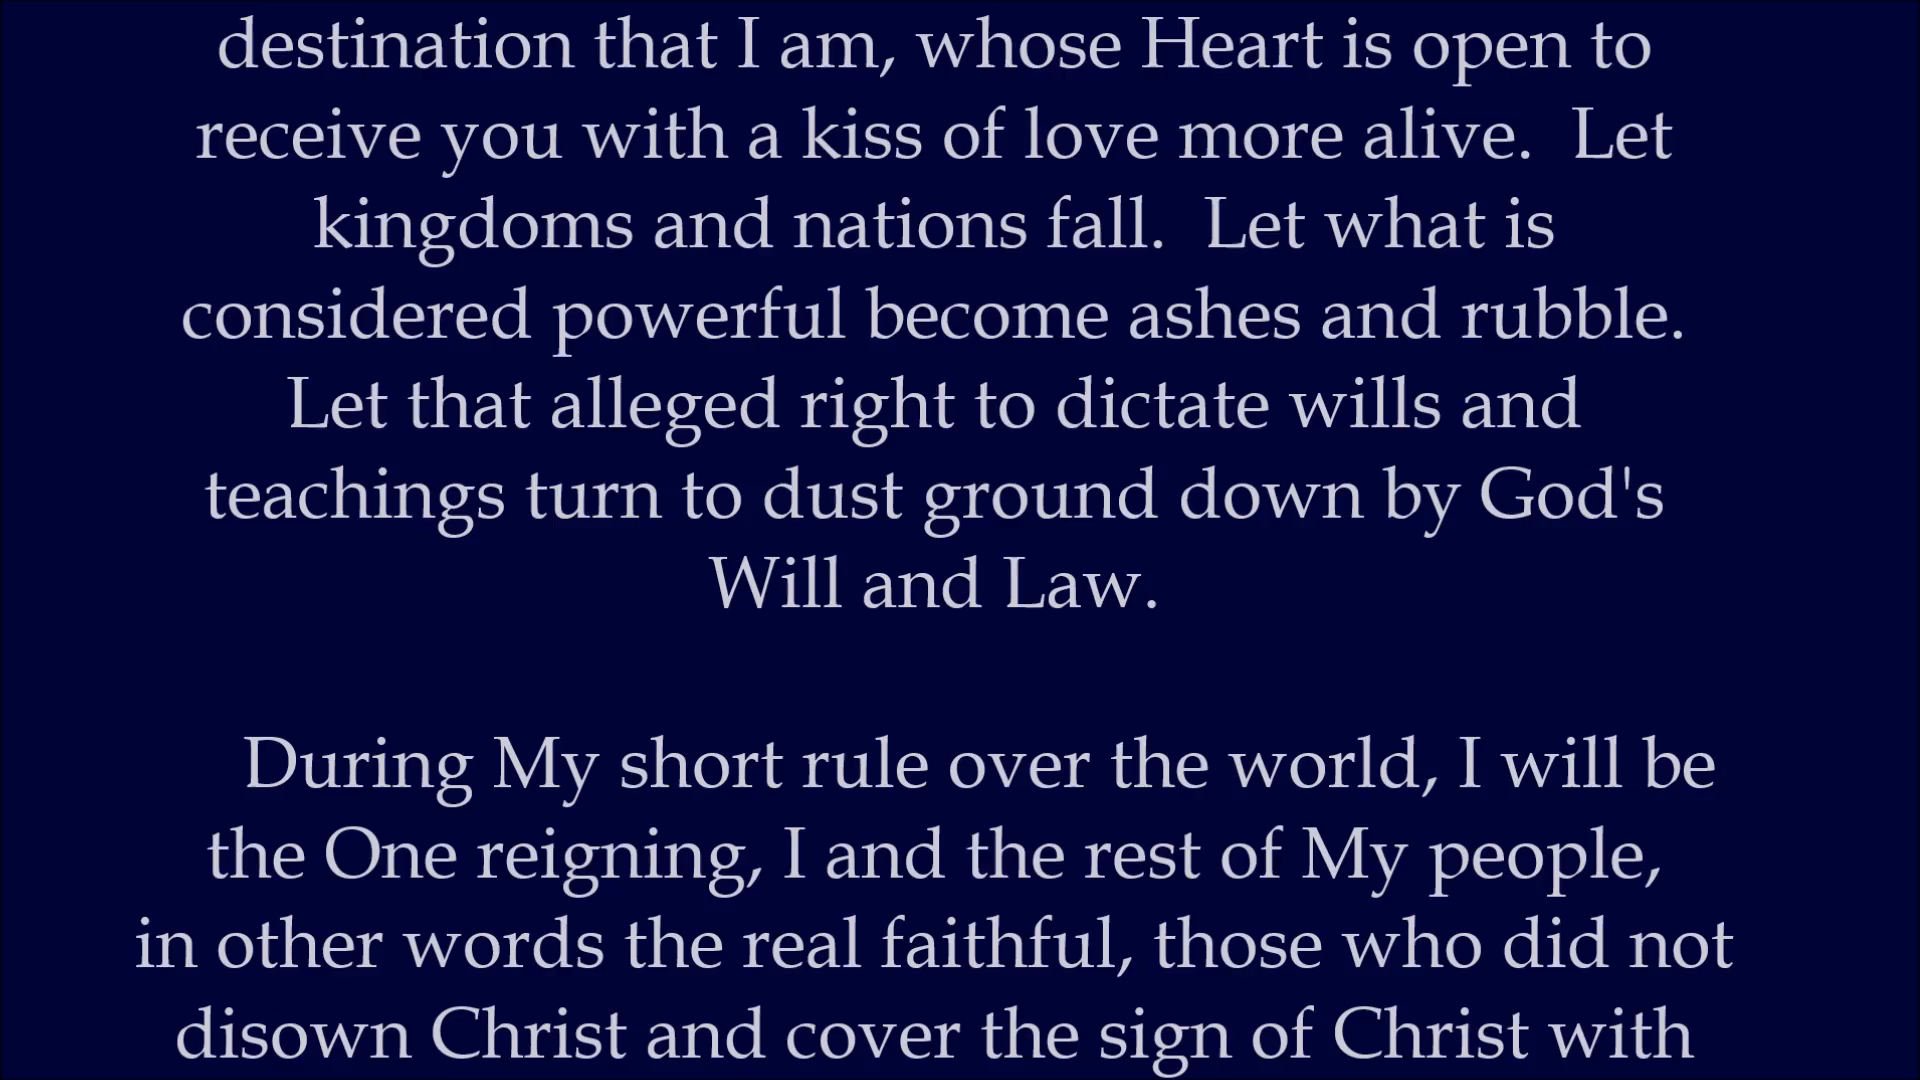 destination that I am, whose Heart is open to
receive you with a kiss of love more alive.  Let
kingdoms and nations fall.  Let what is
considered powerful become ashes and rubble.
Let that alleged right to dictate wills and
teachings turn to dust ground down by God's
Will and Law.
During My short rule over the world, I will be
the One reigning, I and the rest of My people,
in other words the real faithful, those who did not
disown Christ and cover the sign of Christ with